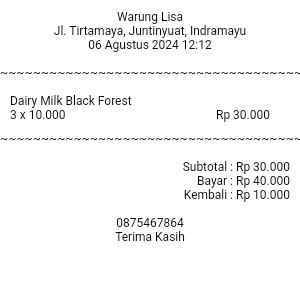 Warung Lisa
Jl. Tirtamaya, Juntinyuat, Indramayu
06 Agustus 2024 12:12
~~~~~~~~~~~~~~~~~~~~~~~~~~~~~~~~~~~~~
Dairy Milk Black Forest
3 x 10.000 Rp 30.000
~~~~~~~~~~~~~~~~~~~~~~~~~~~~~~~~~~~~~
Subtotal : Rp 30.000
Bayar : Rp 40.000
Kembali : Rp 10.000
0875467864
Terima Kasih